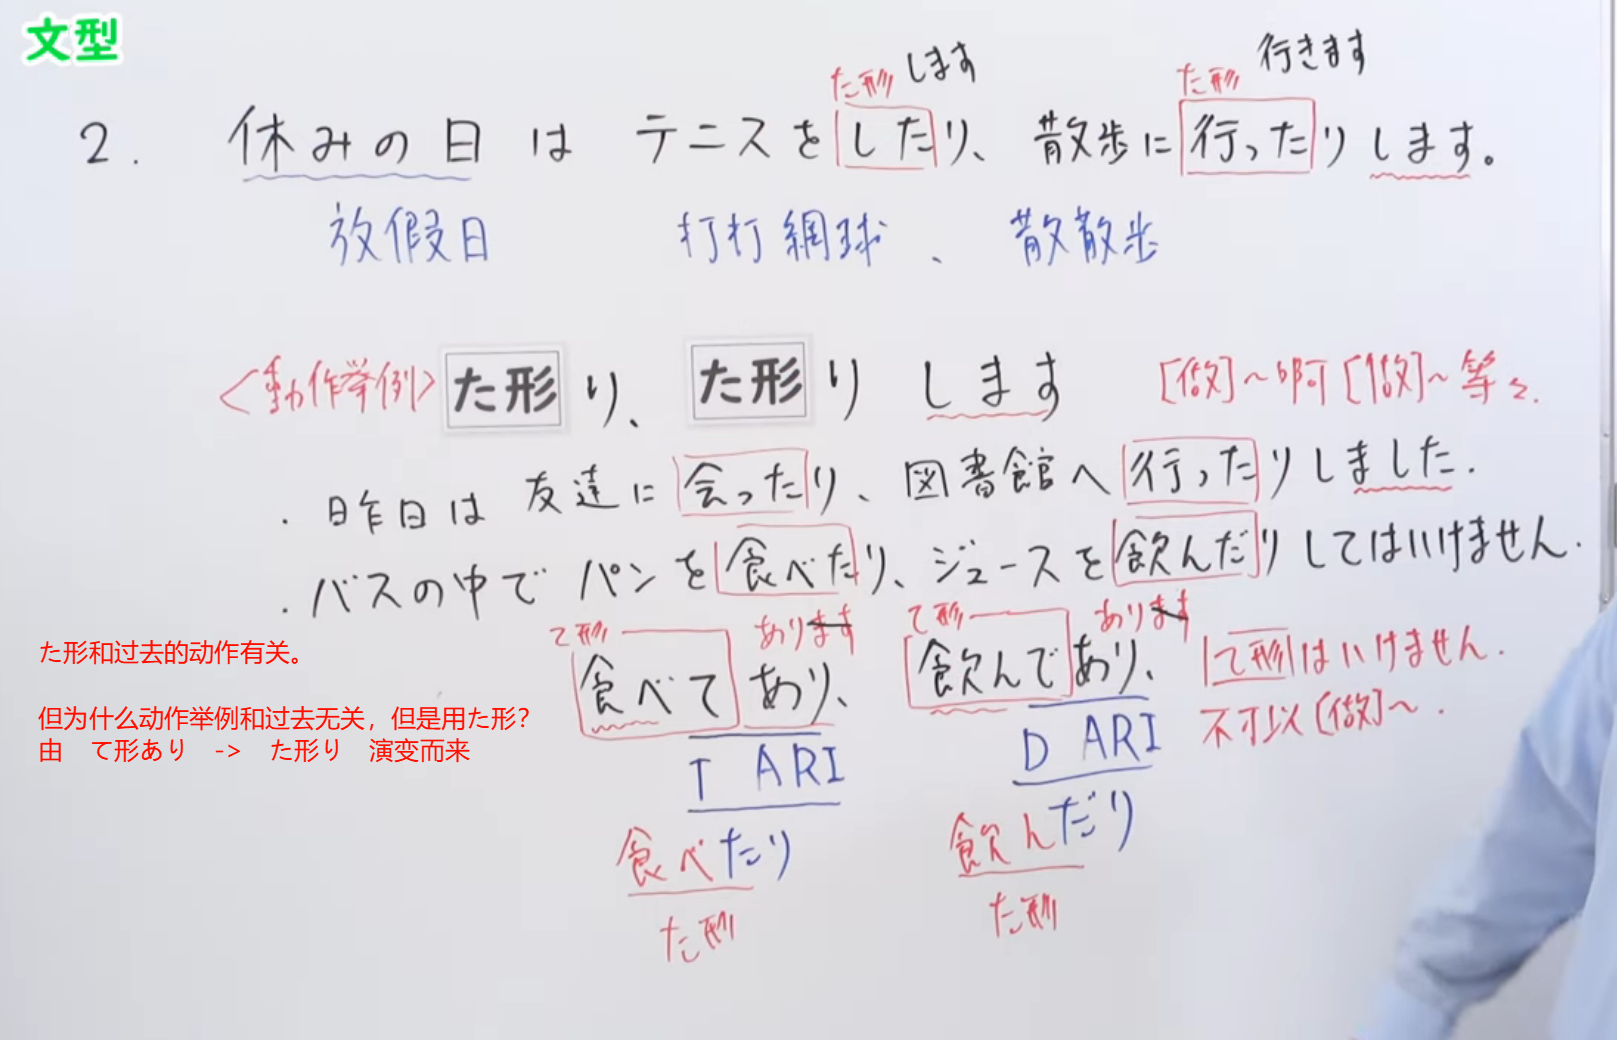 文型
た形 します た形 行きます
2. 休みの日 は テニスを したり、散歩に 行ったり します。
放假日 打打網球、散散步
<動作举例> た形 り、た形 り します [做]～啊[做]～等々.
・昨日は 友達に 会ったり、図書館へ 行ったり しました.
・バスの中で パンを 食べたり、ジュースを 飲んだり してはいけません.
て形 あります て形 あります
食べて あり、 飲んで あり、 て形 はいけません.
T ARI D ARI 不可以[做]～.
食べたり 飲んだり
た形 た形
た形和过去的动作有关。
但为什么动作举例和过去无关，但是用た形？
由 て形あり -> た形り 演变而来